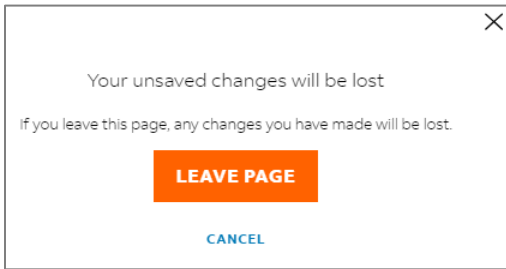 Your unsaved changes will be lost
If you leave this page, any changes you have made will be lost.
LEAVE PAGE
CANCEL